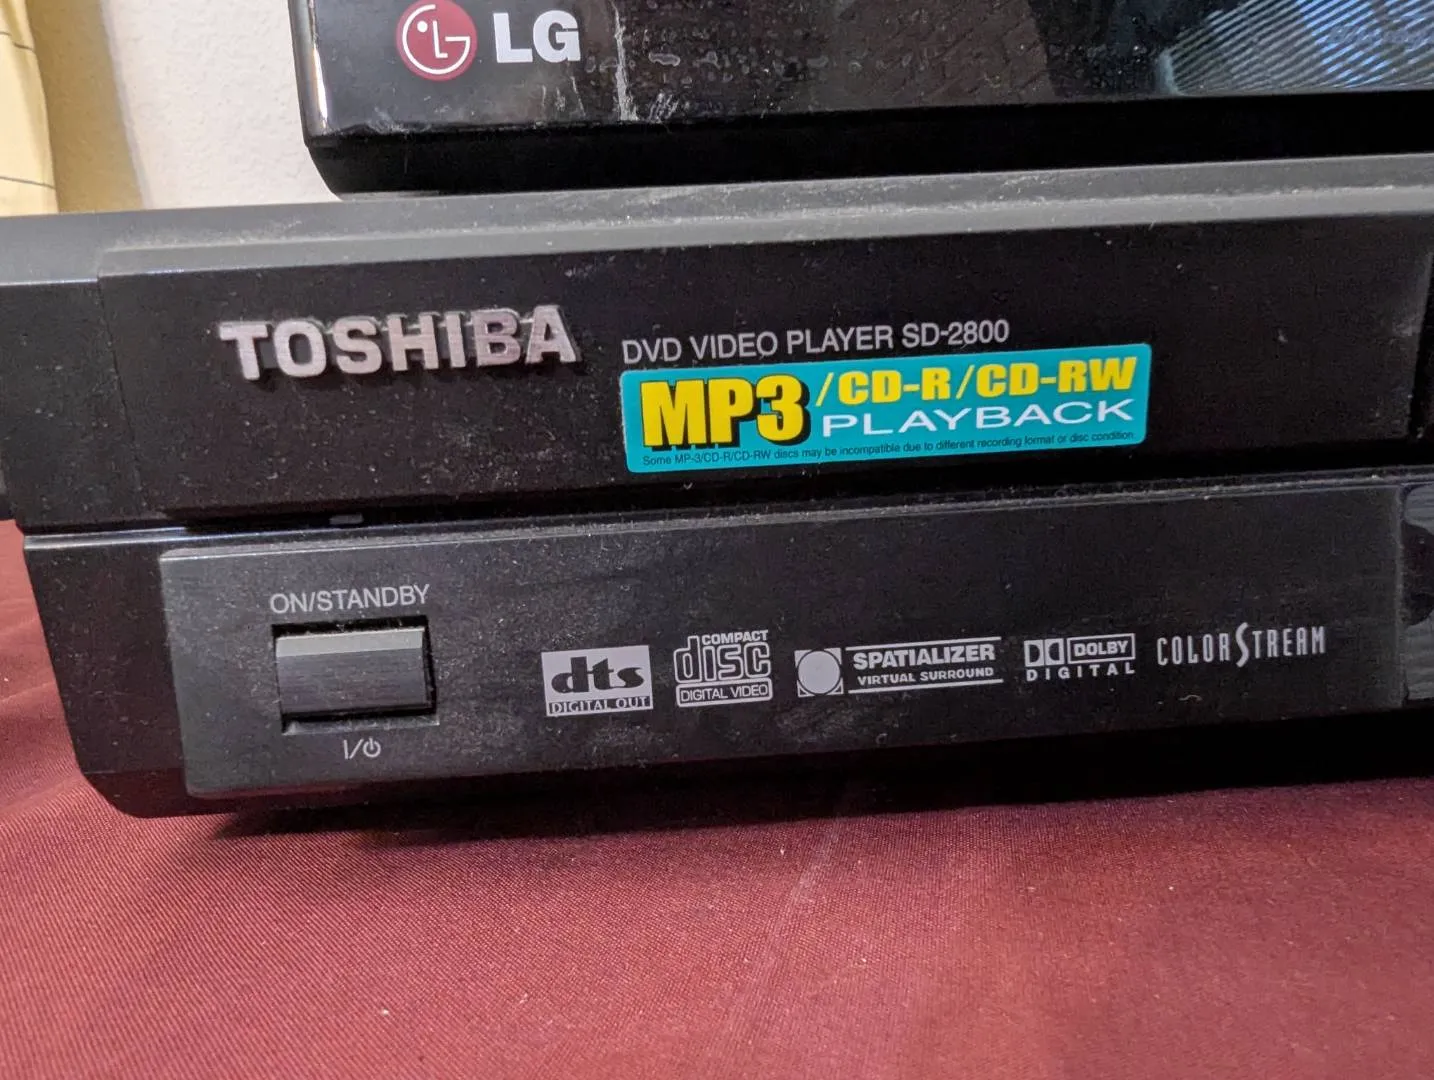 LG
TOSHIBA
DVD VIDEO PLAYER SD-2800
MP3/CD-R/CD-RW
PLAYBACK
Some MP-3/CD-R/CD-RW discs may be incompatible due to different recording format or disc condition
ON/STANDBY
dts
DIGITAL OUT
COMPACT
disc
DIGITAL VIDEO
SPATIALIZER
VIRTUAL SURROUND
DOLBY
DIGITAL
COLORSTREAM